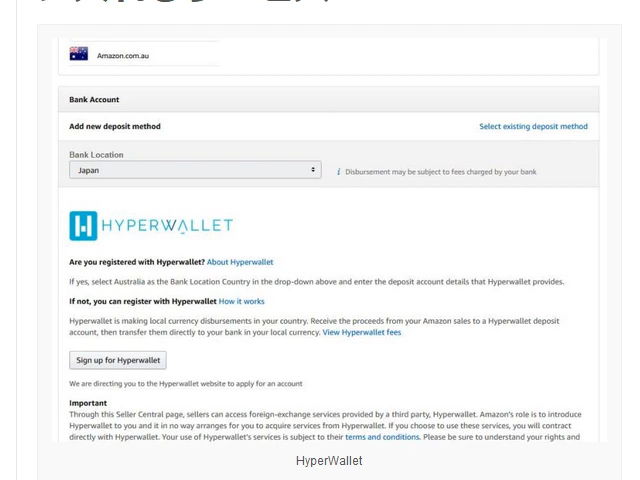 Amazon.com.au
Bank Account
Add new deposit method
Select existing deposit method
Bank Location
Japan
i Disbursement may be subject to fees charged by your bank
HYPERWALLET
Are you registered with Hyperwallet? About Hyperwallet
If yes, select Australia as the Bank Location Country in the drop-down above and enter the deposit account details that Hyperwallet provides.
If not, you can register with Hyperwallet How it works
Hyperwallet is making local currency disbursements in your country. Receive the proceeds from your Amazon sales to a Hyperwallet deposit
account, then transfer them directly to your bank in your local currency. View Hyperwallet fees
Sign up for Hyperwallet
We are directing you to the Hyperwallet website to apply for an account
Important
Through this Seller Central page, sellers can access foreign-exchange services provided by a third party, Hyperwallet. Amazon's role is to introduce
Hyperwallet to you and it in no way arranges for you to acquire services from Hyperwallet. If you choose to use these services, you will contract
directly with Hyperwallet. Your use of Hyperwallet's services is subject to their terms and conditions. Please be sure to understand your rights and
HyperWallet